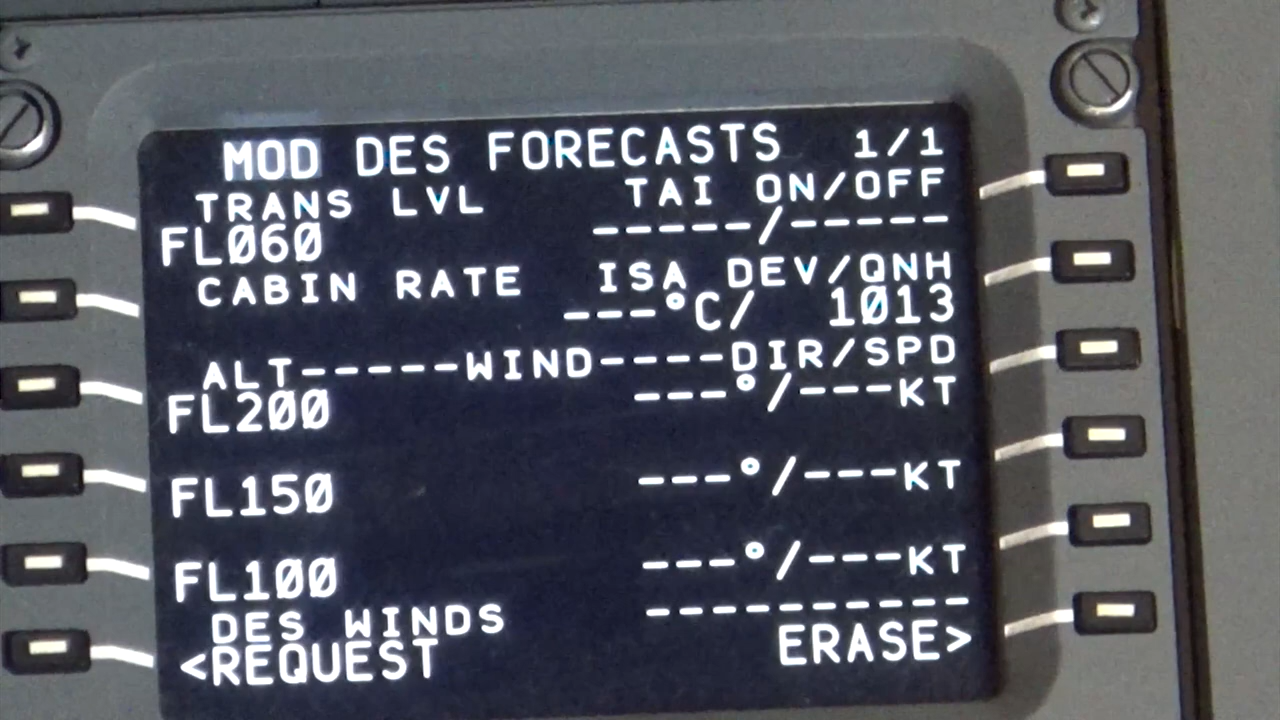 MOD DES FORECASTS 1/1
TRANS LVL TAI ON/OFF
FL060 -----/-----
CABIN RATE ISA DEV/QNH
---°C/ 1013
ALT-----WIND----DIR/SPD
FL200 ---°/---KT
FL150 ---°/---KT
FL100 ---°/---KT
DES WINDS ----------
<REQUEST ERASE>